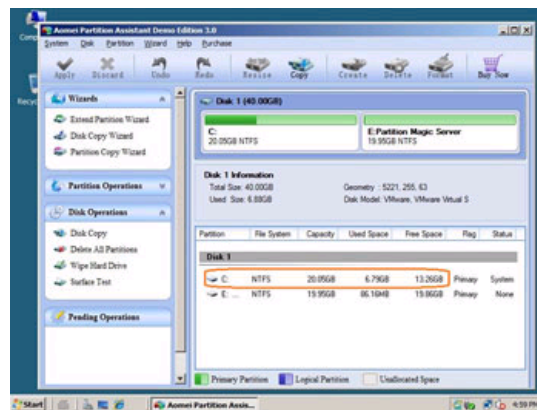 Aomei Partition Assistant Demo Edition 3.0
System Disk Partition Wizard Help Purchase
Apply Discard Undo Redo Resize Copy Create Delete Format Buy Now
Wizards
Extend Partition Wizard
Disk Copy Wizard
Partition Copy Wizard
Partition Operations
Disk Operations
Disk Copy
Delete All Partitions
Wipe Hard Drive
Surface Test
Pending Operations
Disk 1 (40.00GB)
C: E:Partition Magic Server
20.05GB NTFS 19.95GB NTFS
Disk 1 Information
Total Size: 40.00GB Geometry : 5221, 255, 63
Used Size: 6.88GB Disk Model: VMware, VMware Virtual S
Partition File System Capacity Used Space Free Space Flag Status
Disk 1
C: NTFS 20.05GB 6.79GB 13.26GB Primary System
E: ... NTFS 19.95GB 86.16MB 19.86GB Primary None
Primary Partition Logical Partition Unallocated Space
Start Aomei Partition Assis... 4:59 PM